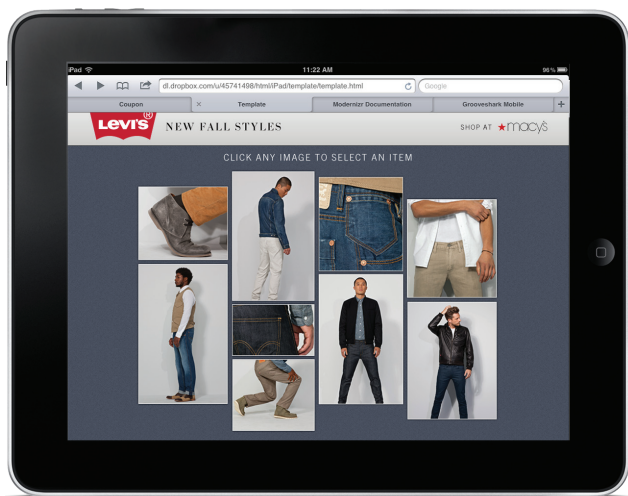 iPad
11:22 AM
96%
dl.dropbox.com/u/45741498/html/iPad/template/template.html
Google
Coupon
Template
Modernizr Documentation
Grooveshark Mobile
LEVI'S®
NEW FALL STYLES
SHOP AT ★macy's
CLICK ANY IMAGE TO SELECT AN ITEM